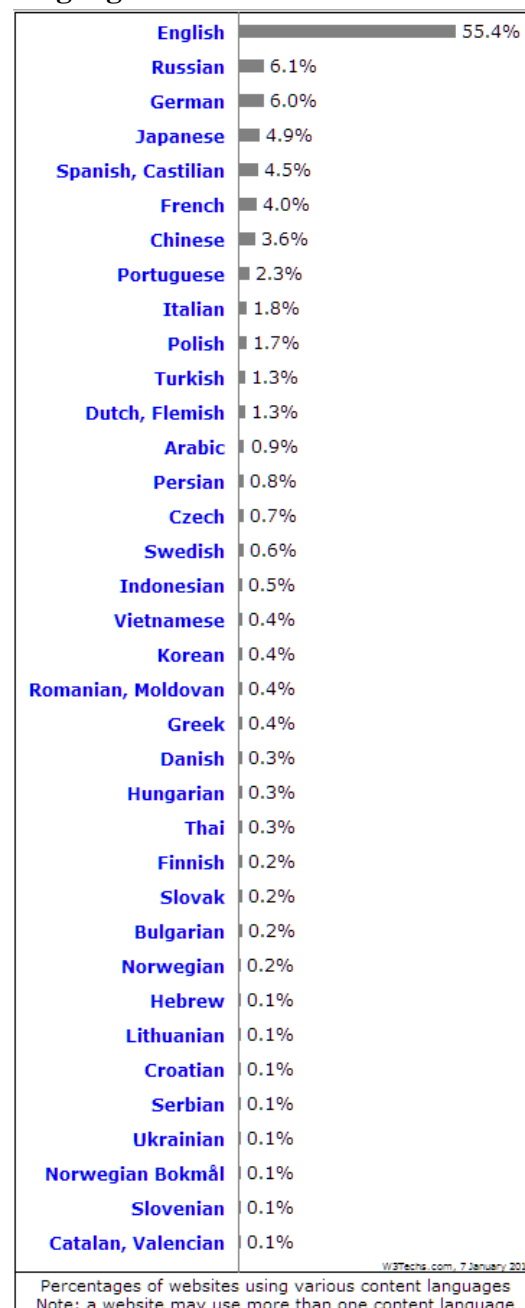 English 55.4%
Russian 6.1%
German 6.0%
Japanese 4.9%
Spanish, Castilian 4.5%
French 4.0%
Chinese 3.6%
Portuguese 2.3%
Italian 1.8%
Polish 1.7%
Turkish 1.3%
Dutch, Flemish 1.3%
Arabic 0.9%
Persian 0.8%
Czech 0.7%
Swedish 0.6%
Indonesian 0.5%
Vietnamese 0.4%
Korean 0.4%
Romanian, Moldovan 0.4%
Greek 0.4%
Danish 0.3%
Hungarian 0.3%
Thai 0.3%
Finnish 0.2%
Slovak 0.2%
Bulgarian 0.2%
Norwegian 0.2%
Hebrew 0.1%
Lithuanian 0.1%
Croatian 0.1%
Serbian 0.1%
Ukrainian 0.1%
Norwegian Bokmål 0.1%
Slovenian 0.1%
Catalan, Valencian 0.1%
W3Techs.com, 7 January 201
Percentages of websites using various content languages
Note: a website may use more than one content language